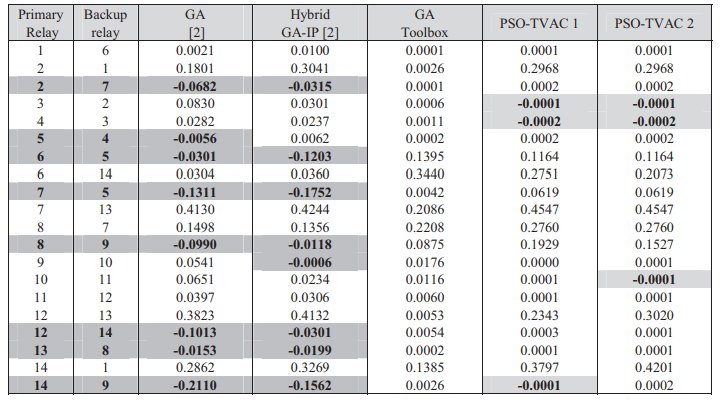 Primary Relay Backup relay GA [2] Hybrid GA-IP [2] GA Toolbox PSO-TVAC 1 PSO-TVAC 2
1 6 0.0021 0.0100 0.0001 0.0001 0.0001
2 1 0.1801 0.3041 0.0026 0.2968 0.2968
2 7 -0.0682 -0.0315 0.0001 0.0002 0.0002
3 2 0.0830 0.0301 0.0006 -0.0001 -0.0001
4 3 0.0282 0.0237 0.0011 -0.0002 -0.0002
5 4 -0.0056 0.0062 0.0002 0.0002 0.0002
6 5 -0.0301 -0.1203 0.1395 0.1164 0.1164
6 14 0.0304 0.0360 0.3440 0.2751 0.2073
7 5 -0.1311 -0.1752 0.0042 0.0619 0.0619
7 13 0.4130 0.4244 0.2086 0.4547 0.4547
8 7 0.1498 0.1356 0.2208 0.2760 0.2760
8 9 -0.0990 -0.0118 0.0875 0.1929 0.1527
9 10 0.0541 -0.0006 0.0176 0.0000 0.0001
10 11 0.0651 0.0234 0.0116 0.0001 -0.0001
11 12 0.0397 0.0306 0.0060 0.0001 0.0001
12 13 0.3823 0.4132 0.0053 0.2343 0.3020
12 14 -0.1013 -0.0301 0.0054 0.0003 0.0001
13 8 -0.0153 -0.0199 0.0002 0.0001 0.0001
14 1 0.2862 0.3269 0.1385 0.3797 0.4201
14 9 -0.2110 -0.1562 0.0026 -0.0001 0.0002